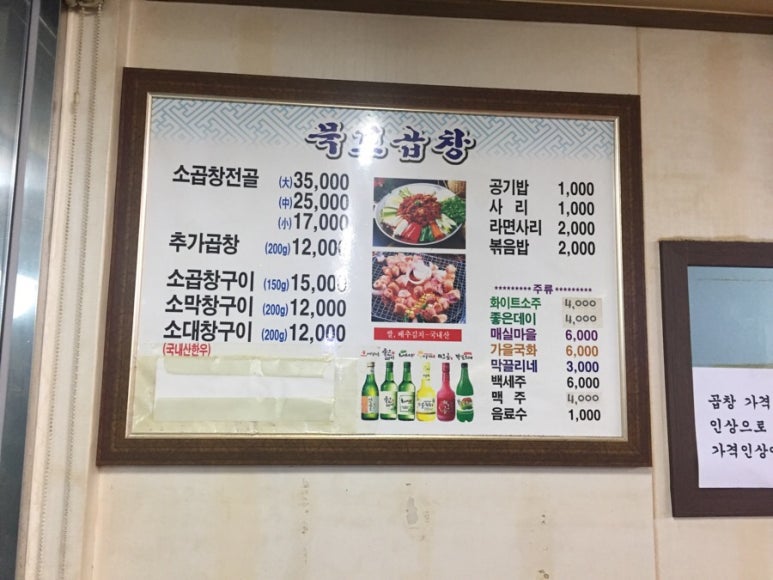 곱창
소곱창전골 (大) 35,000
(中) 25,000
(小) 17,000
추가곱창 (200g) 12,000
소곱창구이 (150g) 15,000
소막창구이 (200g) 12,000
소대창구이 (200g) 12,000
(국내산한우)
쌀, 배추김치-국내산
공기밥 1,000
사 리 1,000
라면사리 2,000
볶음밥 2,000
********* 주류 *********
화이트소주 4,000
좋은데이 4,000
매실마을 6,000
가을국화 6,000
막끌리네 3,000
백세주 6,000
맥 주 4,000
음료수 1,000
곱창 가격
인상으로
가격인상